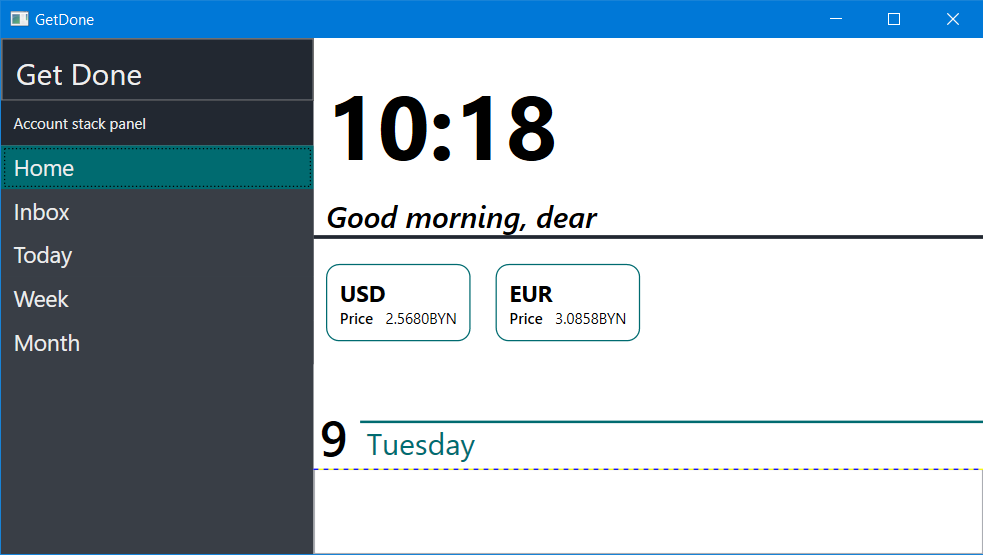 GetDone
Get Done
Account stack panel
Home
Inbox
Today
Week
Month
10:18
Good morning, dear
USD
Price 2.5680BYN
EUR
Price 3.0858BYN
9 Tuesday